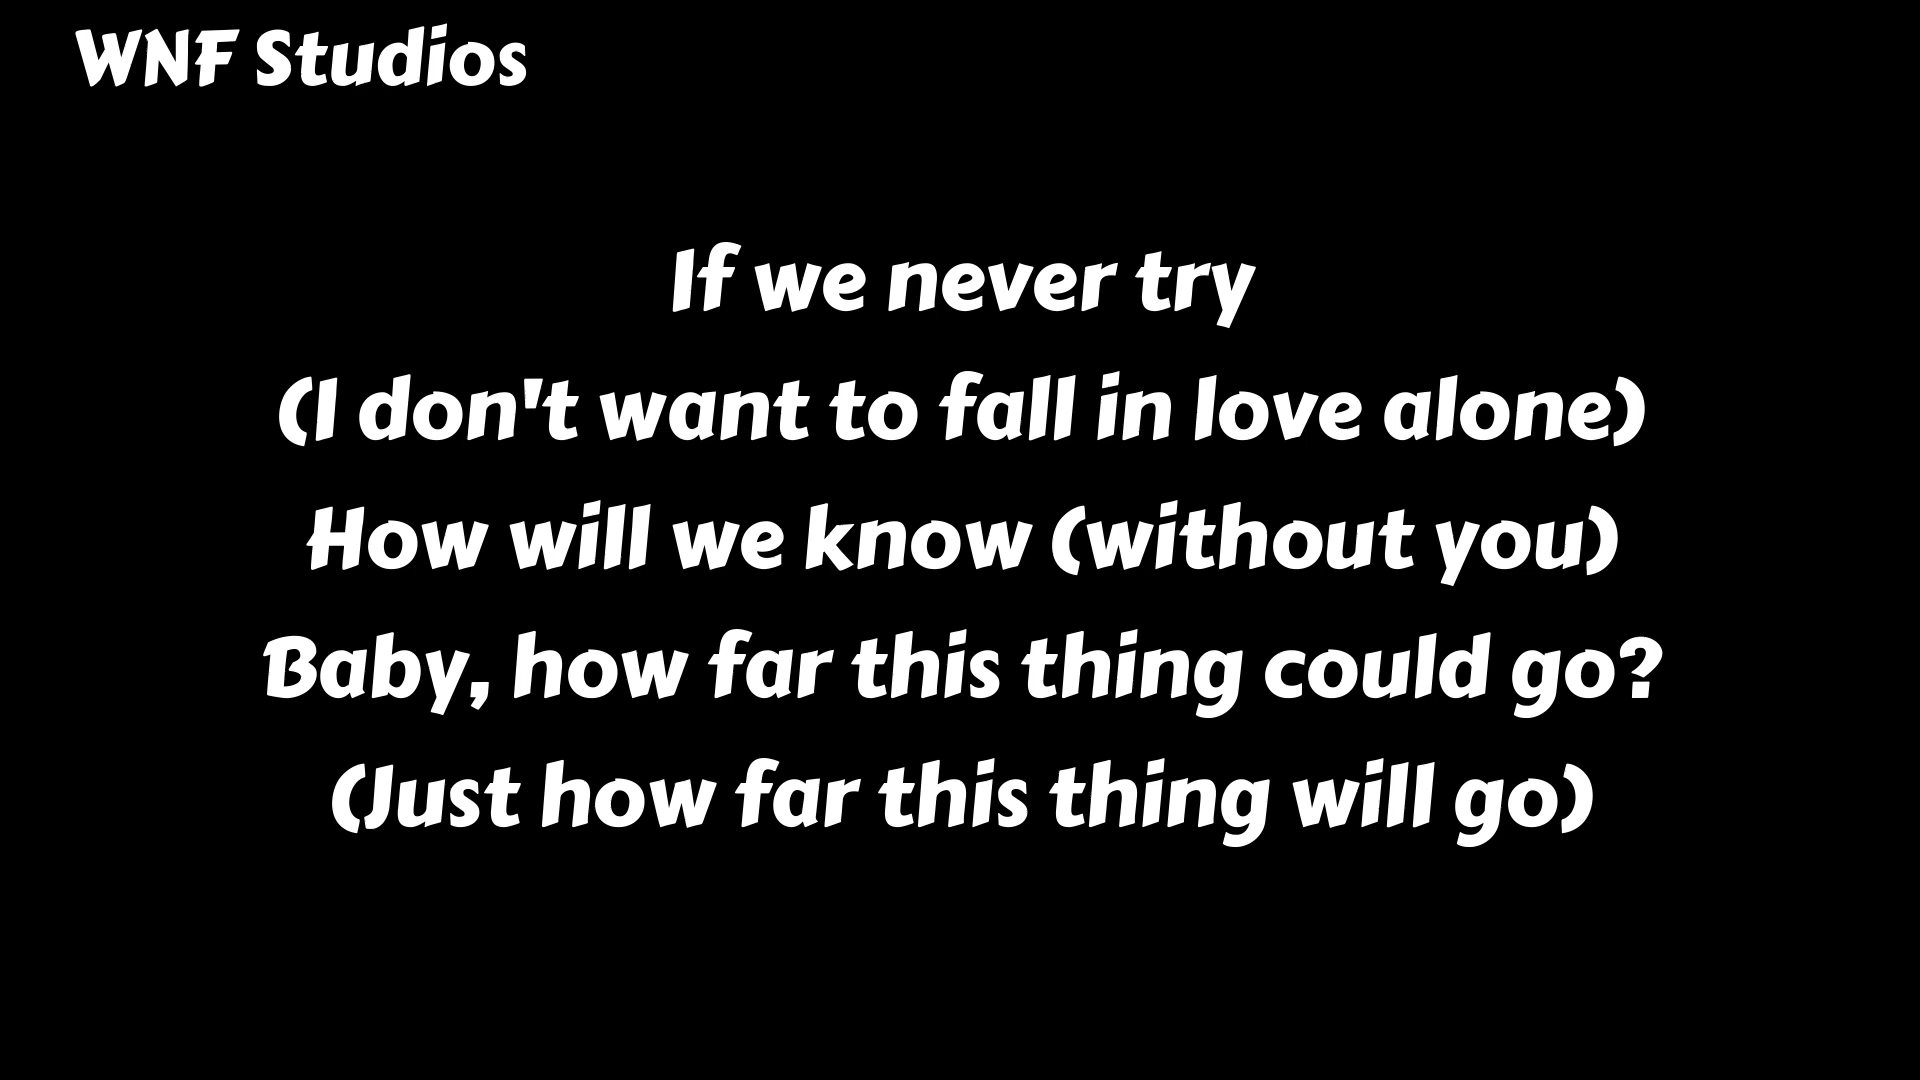 WNF Studios
If we never try
(I don't want to fall in love alone)
How will we know (without you)
Baby, how far this thing could go?
(Just how far this thing will go)